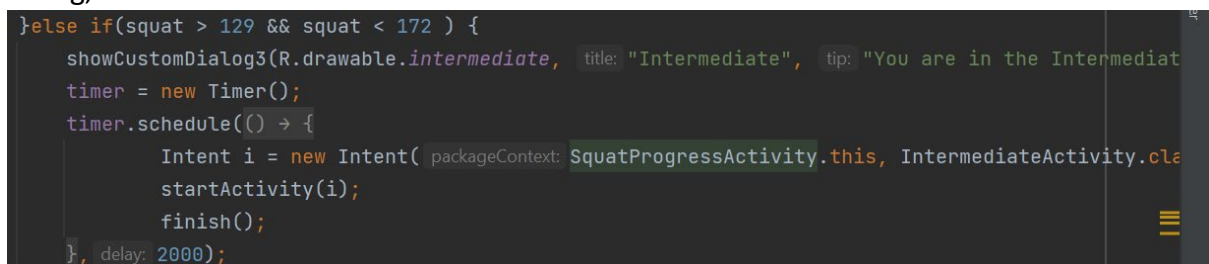 }else if(squat > 129 && squat < 172 ) {
showCustomDialog3(R.drawable.intermediate, title: "Intermediate", tip: "You are in the Intermediat
timer = new Timer();
timer.schedule(() → {
Intent i = new Intent( packageContext: SquatProgressActivity.this, IntermediateActivity.cla
startActivity(i);
finish();
}, delay: 2000);